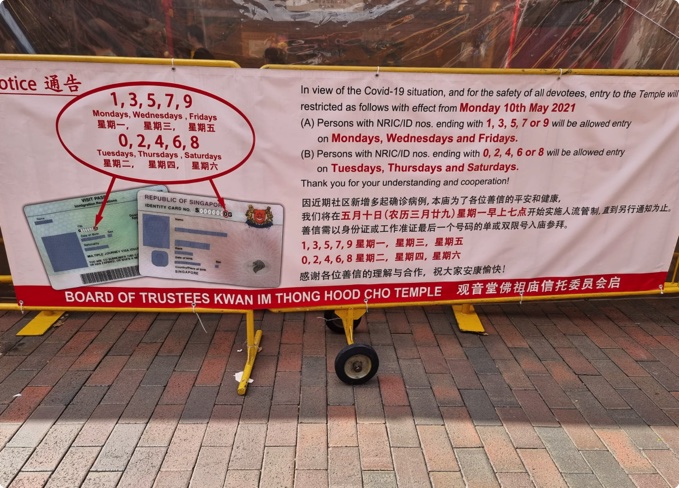 otice 通告
1, 3, 5, 7, 9
Mondays, Wednesdays, Fridays
星期一， 星期三， 星期五
0, 2, 4, 6, 8
Tuesdays, Thursdays, Saturdays
星期二， 星期四， 星期六
VISIT PASS
MULTIPLE JOURNEY
REPUBLIC OF SINGAPORE
IDENTITY CARD NO.
SINGAPORE
In view of the Covid-19 situation, and for the safety of all devotees, entry to the Temple will
restricted as follows with effect from Monday 10th May 2021
(A) Persons with NRIC/ID nos. ending with 1, 3, 5, 7 or 9 will be allowed entry
on Mondays, Wednesdays and Fridays.
(B) Persons with NRIC/ID nos. ending with 0, 2, 4, 6 or 8 will be allowed entry
on Tuesdays, Thursdays and Saturdays.
Thank you for your understanding and cooperation!
因近期社区新增多起确诊病例, 本庙为了各位善信的平安和健康,
我们将在五月十日(农历三月廿九)星期一早上七点开始实施人流管制,直到另行通知为止。
善信需以身份证或工作准证最后一个号码的单或双限号入庙参拜。
1, 3, 5, 7, 9 星期一， 星期三， 星期五
0, 2, 4, 6, 8 星期二， 星期四， 星期六
感谢各位善信的理解与合作， 祝大家安康愉快！
BOARD OF TRUSTEES KWAN IM THONG HOOD CHO TEMPLE 观音堂佛祖庙信托委员会启